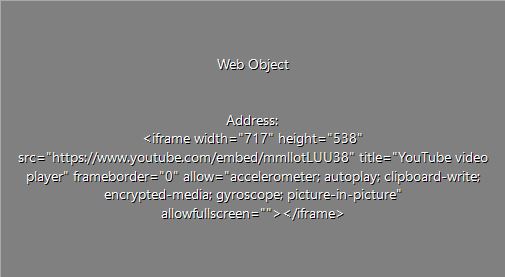 Web Object
Address:
<iframe width="717" height="538"
src="https://www.youtube.com/embed/mmllotLUU38" title="YouTube video
player" frameborder="0" allow="accelerometer; autoplay; clipboard-write;
encrypted-media; gyroscope; picture-in-picture"
allowfullscreen=""></iframe>